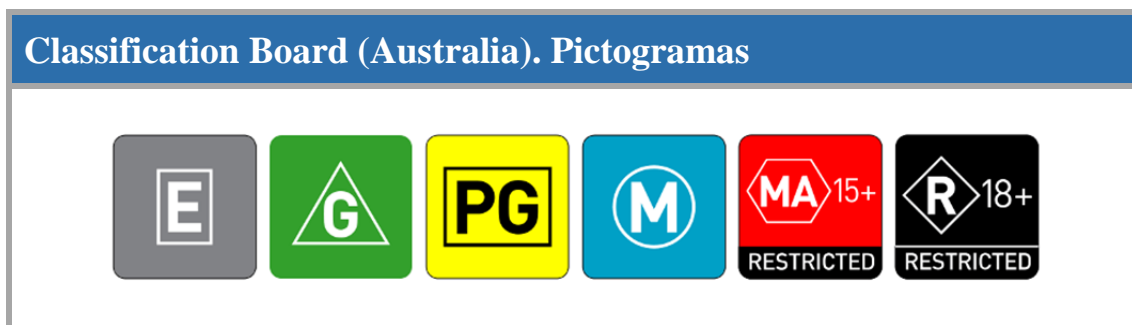 Classification Board (Australia). Pictogramas
E G PG M MA 15+ R 18+
RESTRICTED RESTRICTED